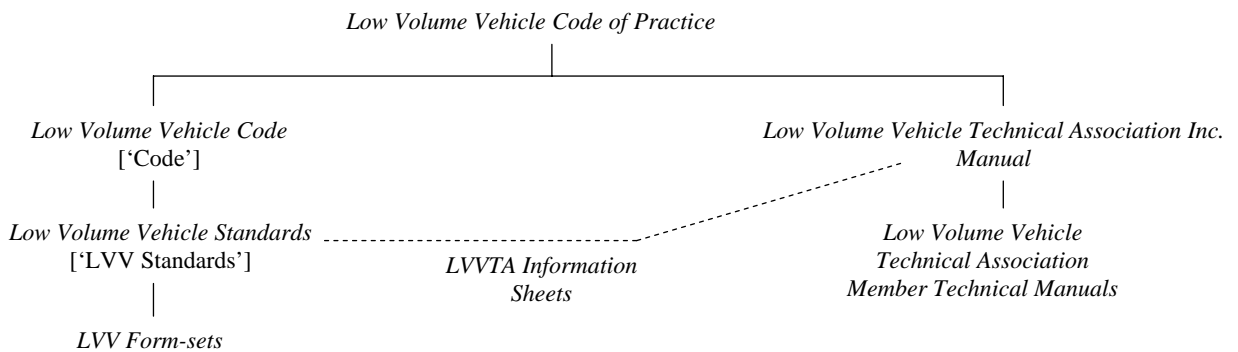 Low Volume Vehicle Code of Practice
Low Volume Vehicle Code
[‘Code’]
Low Volume Vehicle Technical Association Inc.
Manual
Low Volume Vehicle Standards
[‘LVV Standards’]
LVVTA Information
Sheets
Low Volume Vehicle
Technical Association
Member Technical Manuals
LVV Form-sets